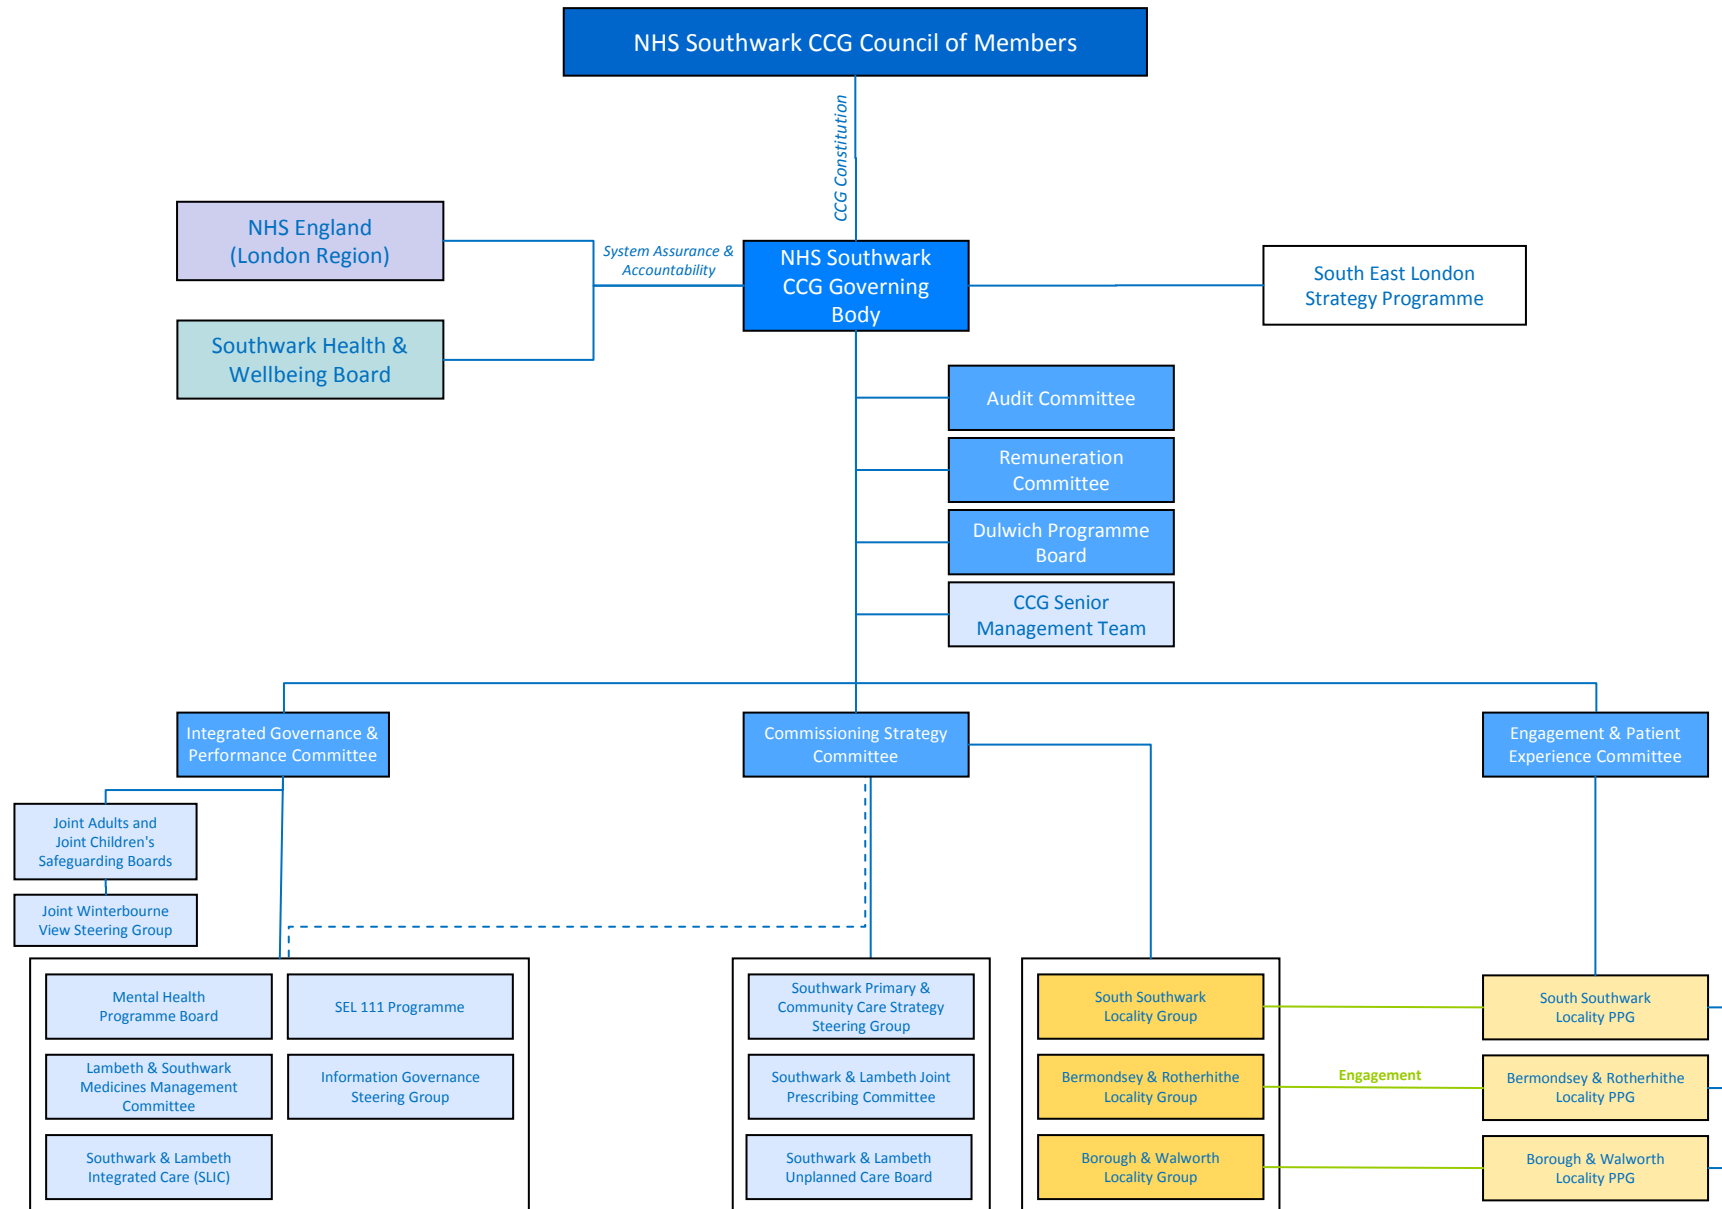 NHS Southwark CCG Council of Members
CCG Constitution
NHS England
(London Region)
System Assurance &
Accountability
NHS Southwark
CCG Governing
Body
South East London
Strategy Programme
Southwark Health &
Wellbeing Board
Audit Committee
Remuneration
Committee
Dulwich Programme
Board
CCG Senior
Management Team
Integrated Governance &
Performance Committee
Commissioning Strategy
Committee
Engagement & Patient
Experience Committee
Joint Adults and
Joint Children's
Safeguarding Boards
Joint Winterbourne
View Steering Group
Mental Health
Programme Board
SEL 111 Programme
Lambeth & Southwark
Medicines Management
Committee
Information Governance
Steering Group
Southwark & Lambeth
Integrated Care (SLIC)
Southwark Primary &
Community Care Strategy
Steering Group
Southwark & Lambeth Joint
Prescribing Committee
Southwark & Lambeth
Unplanned Care Board
South Southwark
Locality Group
Bermondsey & Rotherhithe
Locality Group
Borough & Walworth
Locality Group
Engagement
South Southwark
Locality PPG
Bermondsey & Rotherhithe
Locality PPG
Borough & Walworth
Locality PPG